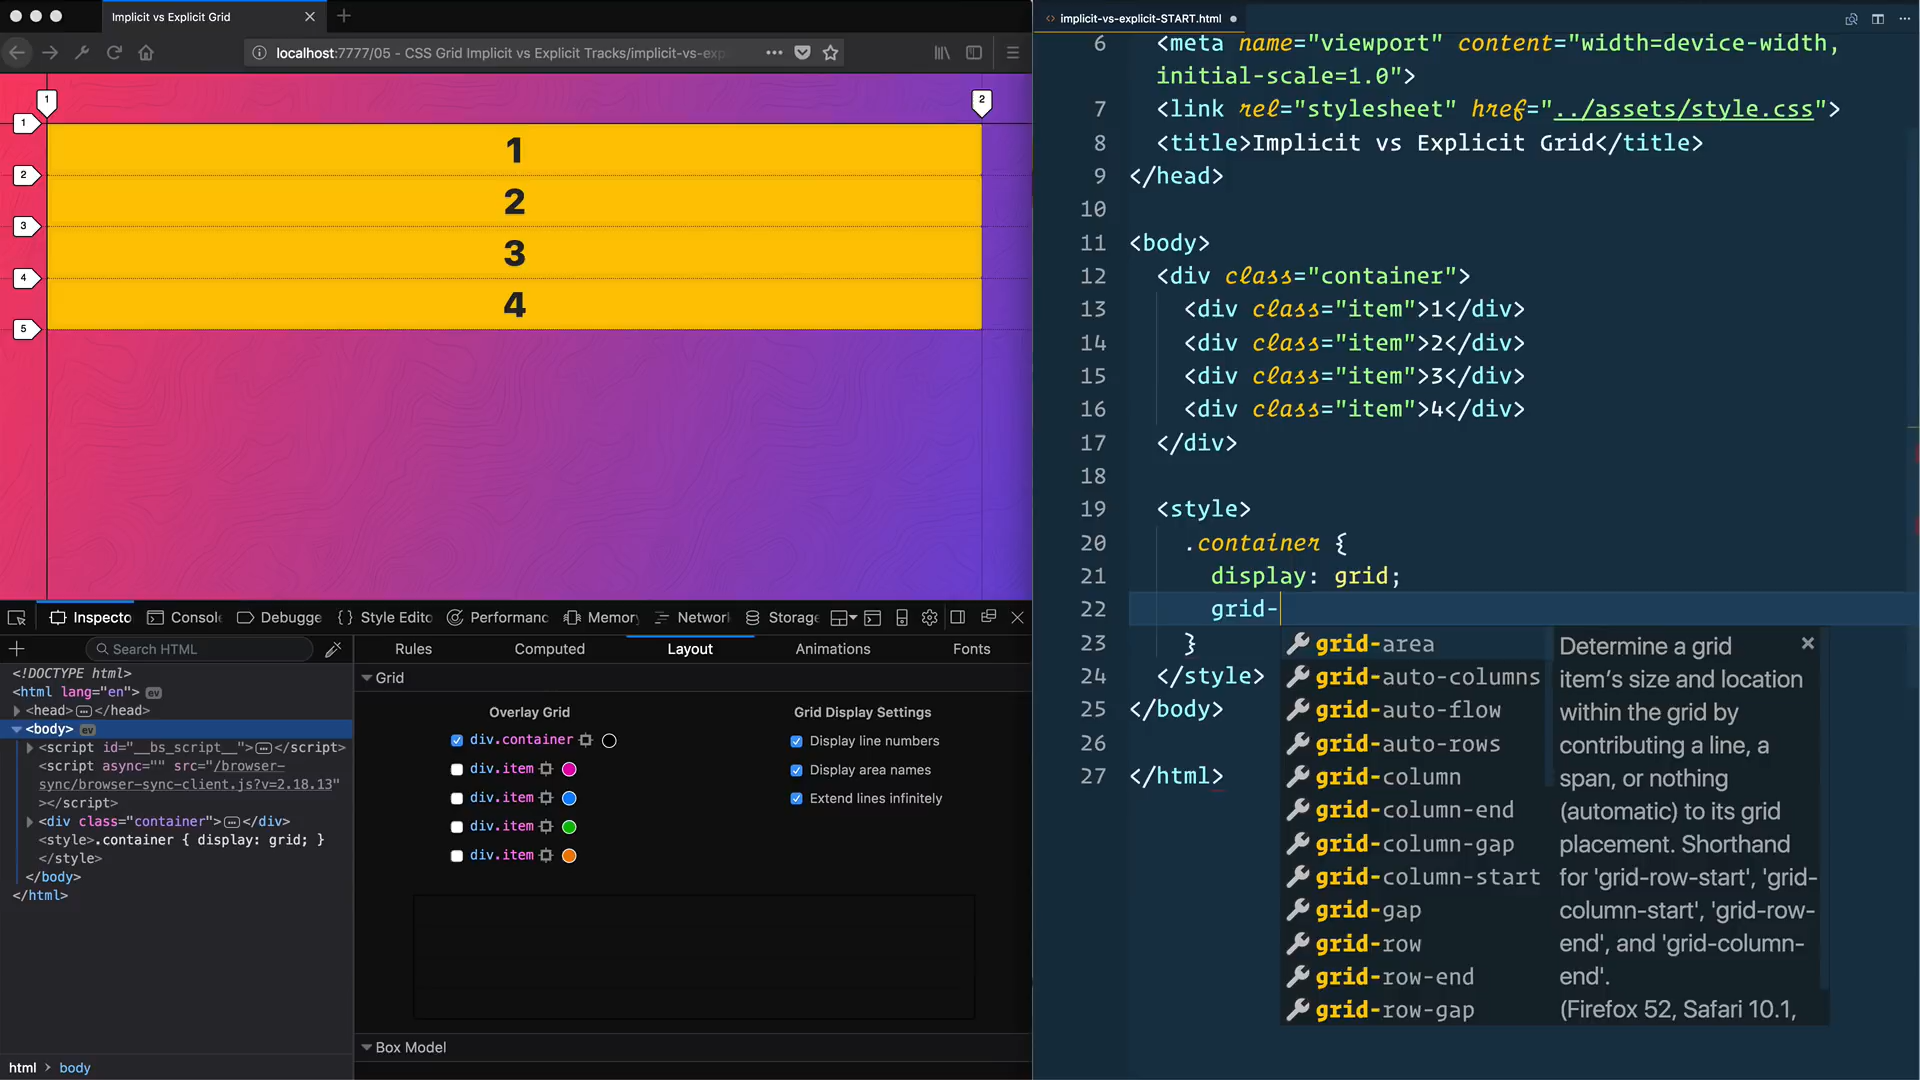 Implicit vs Explicit Grid
localhost:7777/05 - CSS Grid Implicit vs Explicit Tracks/implicit-vs-exp
1
2
1
2
3
4
5
1
2
3
4
Inspecto
Consol
Debugge
Style Edito
Performanc
Memor
Networ
Storag
Search HTML
Rules
Computed
Layout
Animations
Fonts
<!DOCTYPE html>
<html lang="en"> ev
<head></head>
<body> ev
<script id="__bs_script__"></script>
<script async="" src="/browser-
sync/browser-sync-client.js?v=2.18.13"
></script>
<div class="container"></div>
<style>.container { display: grid; }
</style>
</body>
</html>
html > body
Grid
Overlay Grid
div.container
div.item
div.item
div.item
div.item
Grid Display Settings
Display line numbers
Display area names
Extend lines infinitely
Box Model
implicit-vs-explicit-START.html
6 <meta name="viewport" content="width=device-width,
initial-scale=1.0">
7 <link rel="stylesheet" href="../assets/style.css">
8 <title>Implicit vs Explicit Grid</title>
9 </head>
10
11 <body>
12 <div class="container">
13 <div class="item">1</div>
14 <div class="item">2</div>
15 <div class="item">3</div>
16 <div class="item">4</div>
17 </div>
18
19 <style>
20 .container {
21 display: grid;
22 grid-
23 }
24 </style>
25 </body>
26
27 </html>
grid-area
grid-auto-columns
grid-auto-flow
grid-auto-rows
grid-column
grid-column-end
grid-column-gap
grid-column-start
grid-gap
grid-row
grid-row-end
grid-row-gap
Determine a grid
item’s size and location
within the grid by
contributing a line, a
span, or nothing
(automatic) to its grid
placement. Shorthand
for 'grid-row-start', 'grid-
column-start', 'grid-row-
end', and 'grid-column-
end'.
(Firefox 52, Safari 10.1,